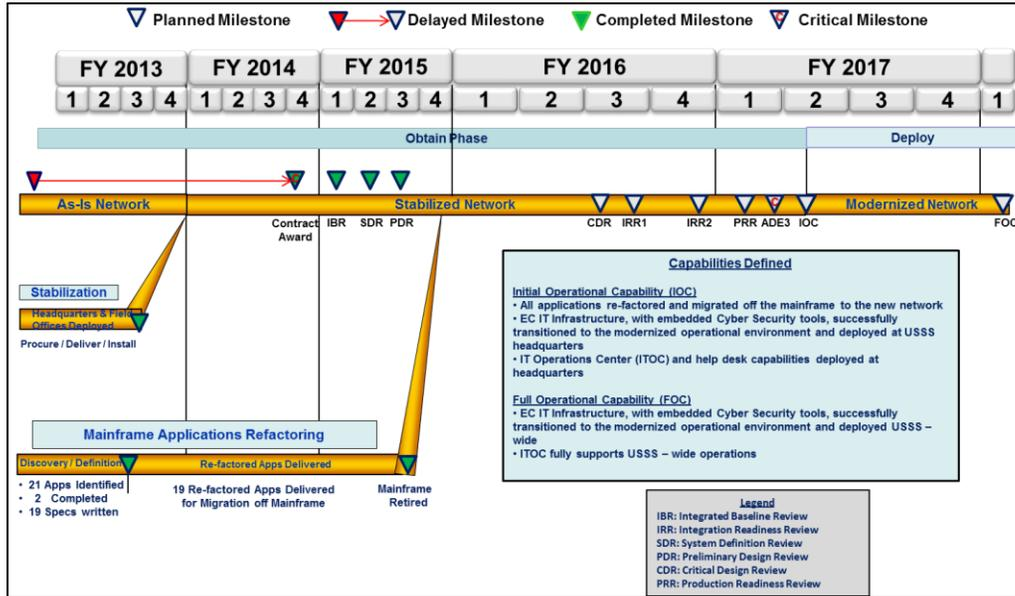 Planned Milestone
Delayed Milestone
Completed Milestone
C
Critical Milestone
FY 2013
FY 2014
FY 2015
FY 2016
FY 2017
1 2 3 4 1 2 3 4 1 2 3 4 1 2 3 4 1 2 3 4 1
Obtain Phase
Deploy
As-Is Network
Stabilized Network
Modernized Network
Contract
Award
IBR
SDR
PDR
CDR
IRR1
IRR2
PRR
C
ADE3
IOC
FOC
Stabilization
Headquarters & Field
Offices Deployed
Procure / Deliver / Install
Capabilities Defined
Initial Operational Capability (IOC)
• All applications re-factored and migrated off the mainframe to the new network
• EC IT Infrastructure, with embedded Cyber Security tools, successfully
transitioned to the modernized operational environment and deployed at USSS
headquarters
• IT Operations Center (ITOC) and help desk capabilities deployed at
headquarters
Full Operational Capability (FOC)
• EC IT Infrastructure, with embedded Cyber Security tools, successfully
transitioned to the modernized operational environment and deployed USSS –
wide
• ITOC fully supports USSS – wide operations
Mainframe Applications Refactoring
Discovery / Definition
Re-factored Apps Delivered
• 21 Apps Identified
• 2 Completed
• 19 Specs written
19 Re-factored Apps Delivered
for Migration off Mainframe
Mainframe
Retired
Legend
IBR: Integrated Baseline Review
IRR: Integration Readiness Review
SDR: System Definition Review
PDR: Preliminary Design Review
CDR: Critical Design Review
PRR: Production Readiness Review